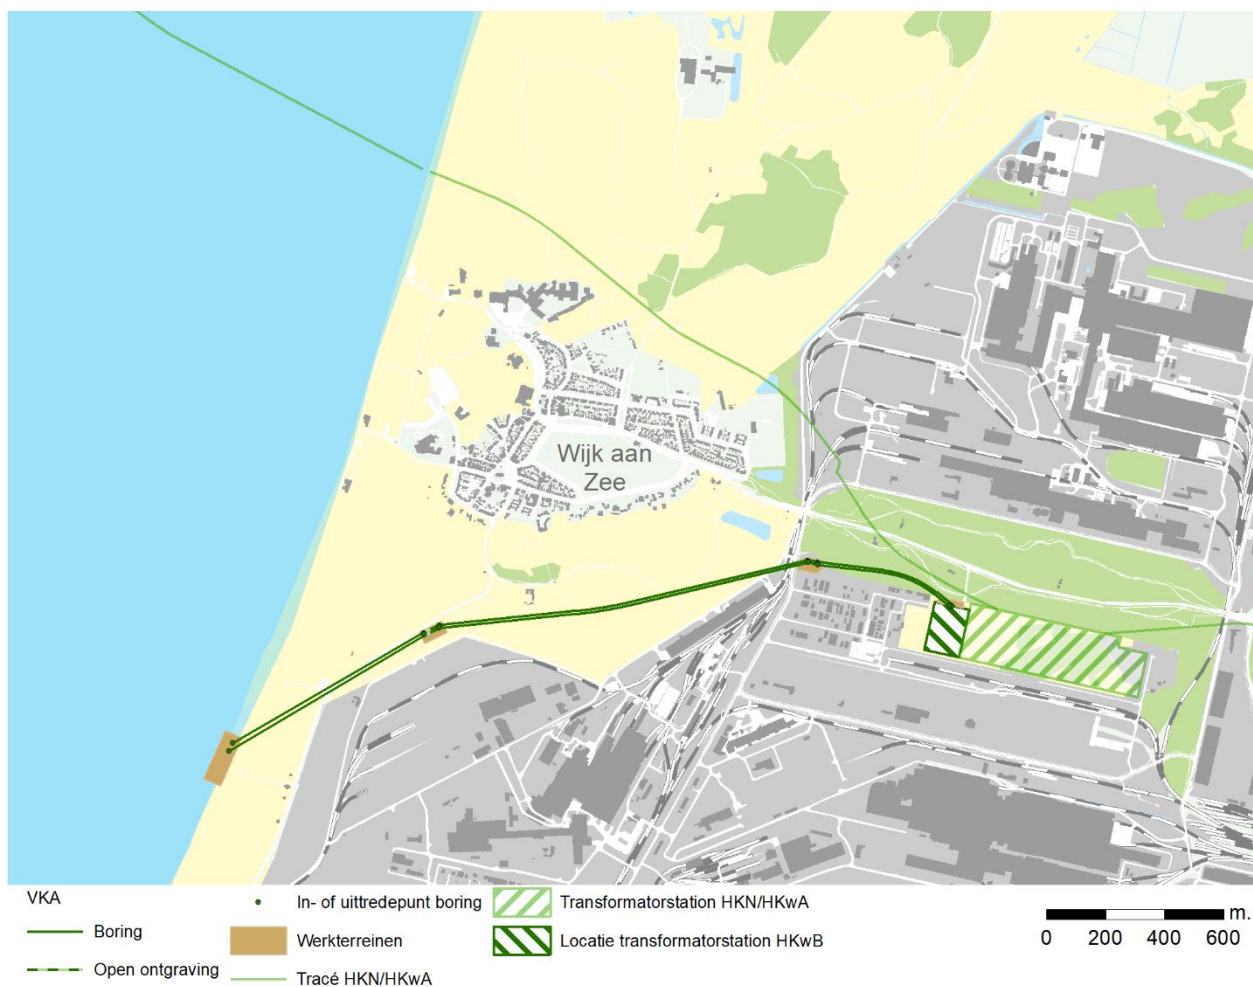 Wijk aan
Zee
VKA
Boring
Open ontgraving
In- of uittredepunt boring
Werkterreinen
Tracé HKN/HKwA
Transformatorstation HKN/HKwA
Locatie transformatorstation HKwB
m.
0 200 400 600